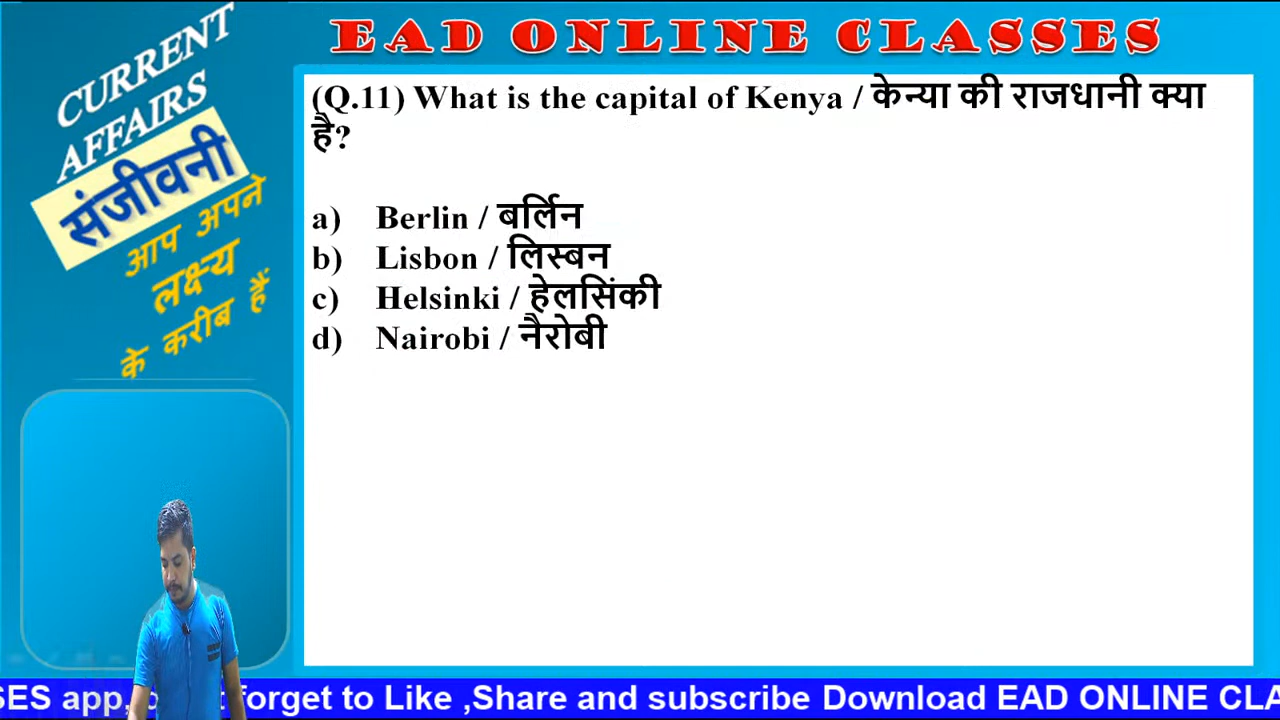 CURRENT
AFFAIRS
संजीवनी
आप अपने
लक्ष्य
के करीब हैं
EAD ONLINE CLASSES
(Q.11) What is the capital of Kenya / केन्या की राजधानी क्या
है?
a) Berlin / बर्लिन
b) Lisbon / लिस्बन
c) Helsinki / हेलसिंकी
d) Nairobi / नैरोबी
SES app, forget to Like ,Share and subscribe Download EAD ONLINE CLA